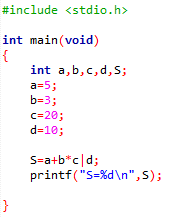 #include <stdio.h>
int main(void)
{
int a,b,c,d,S;
a=5;
b=3;
c=20;
d=10;
S=a+b*c|d;
printf("S=%d\n",S);
}